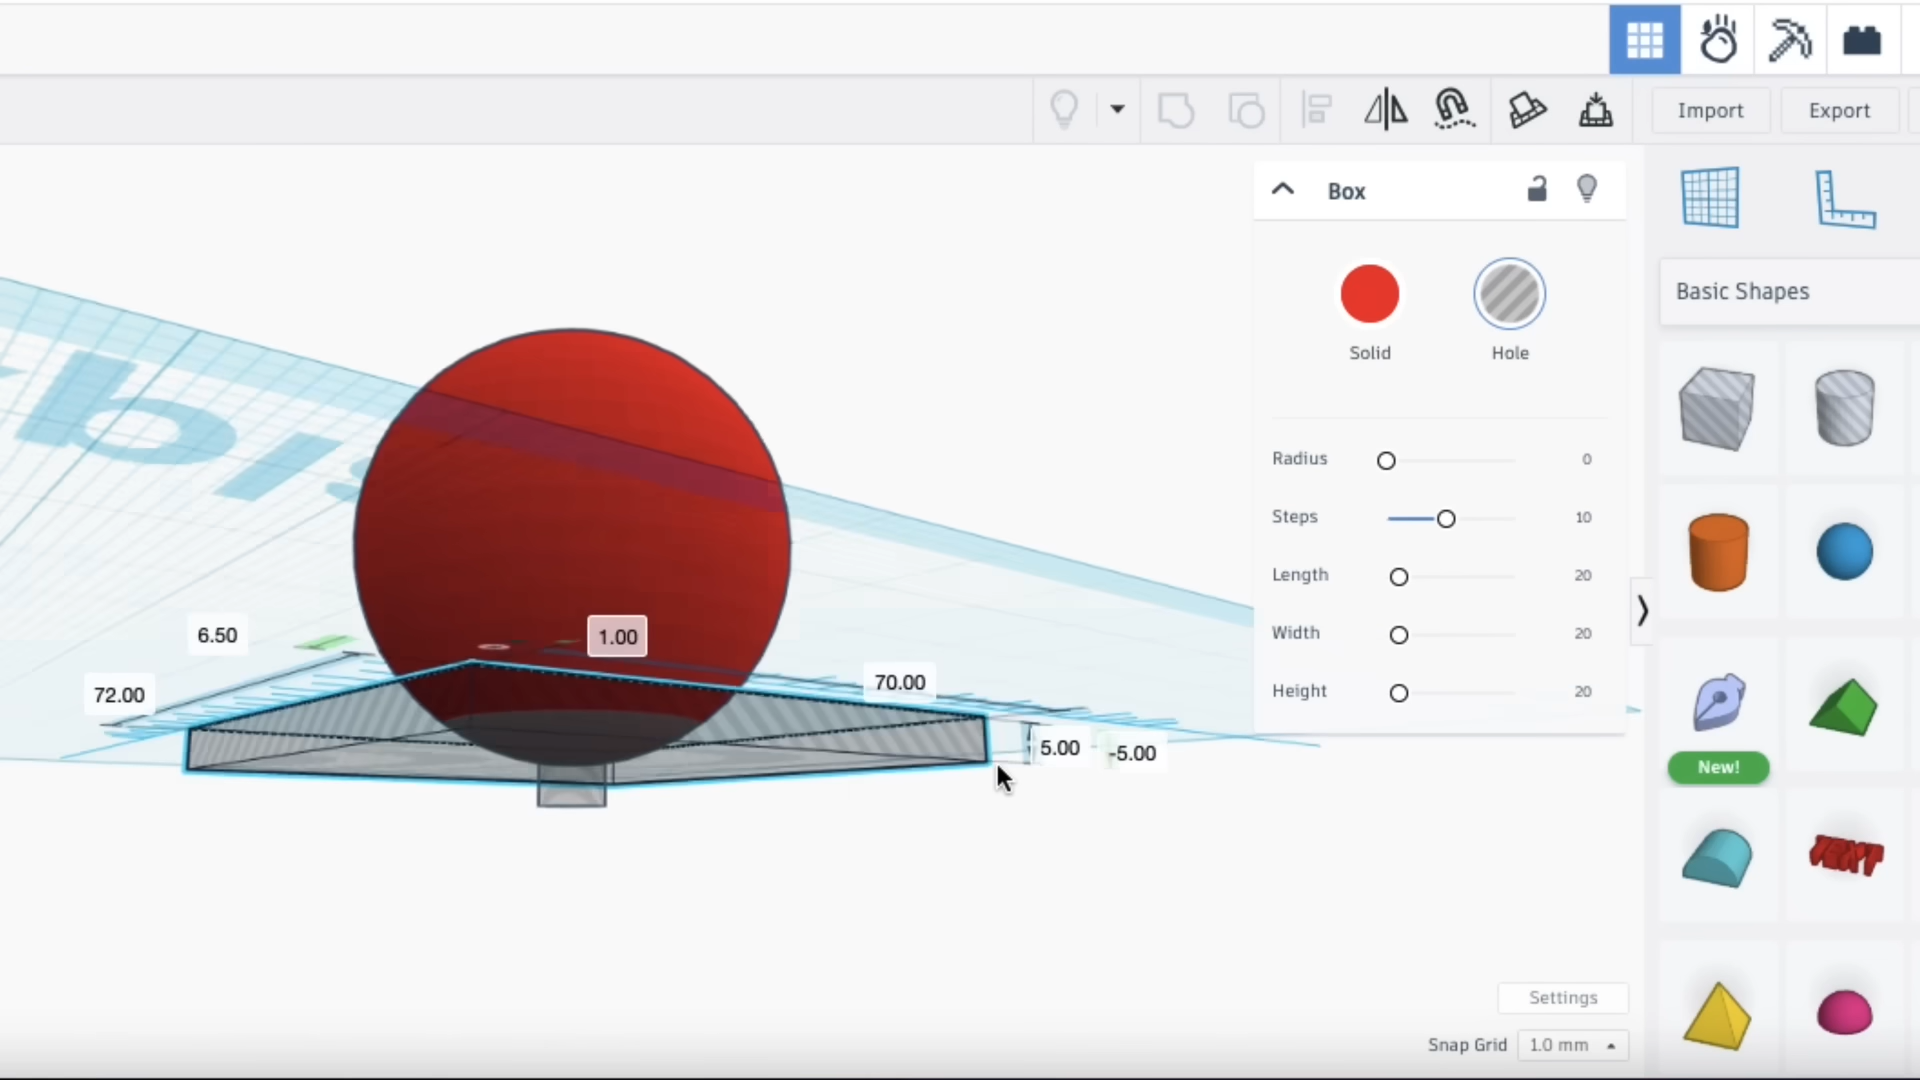 Import
Export
Box
Solid
Hole
Basic Shapes
Radius 0
Steps 10
Length 20
Width 20
Height 20
6.50
1.00
72.00
70.00
5.00
-5.00
New!
TEXT
Settings
Snap Grid 1.0 mm